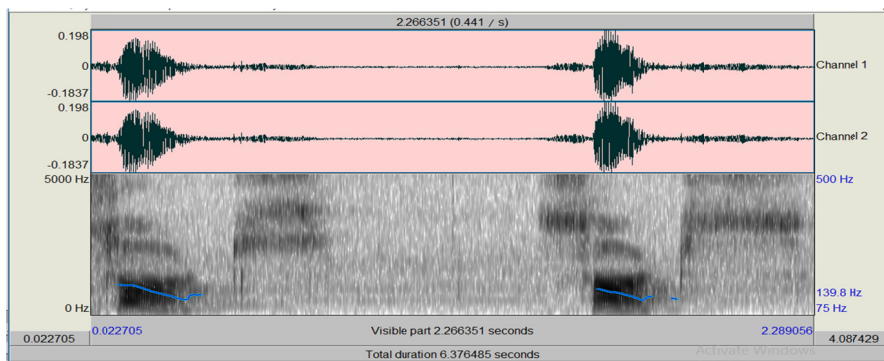 2.266351 (0.441 / s)
0.198
0
-0.1837
Channel 1
0.198
0
-0.1837
Channel 2
5000 Hz
500 Hz
139.8 Hz
0 Hz
75 Hz
0.022705
0.022705
Visible part 2.266351 seconds
2.289056
4.087429
Total duration 6.376485 seconds
Activate Windows